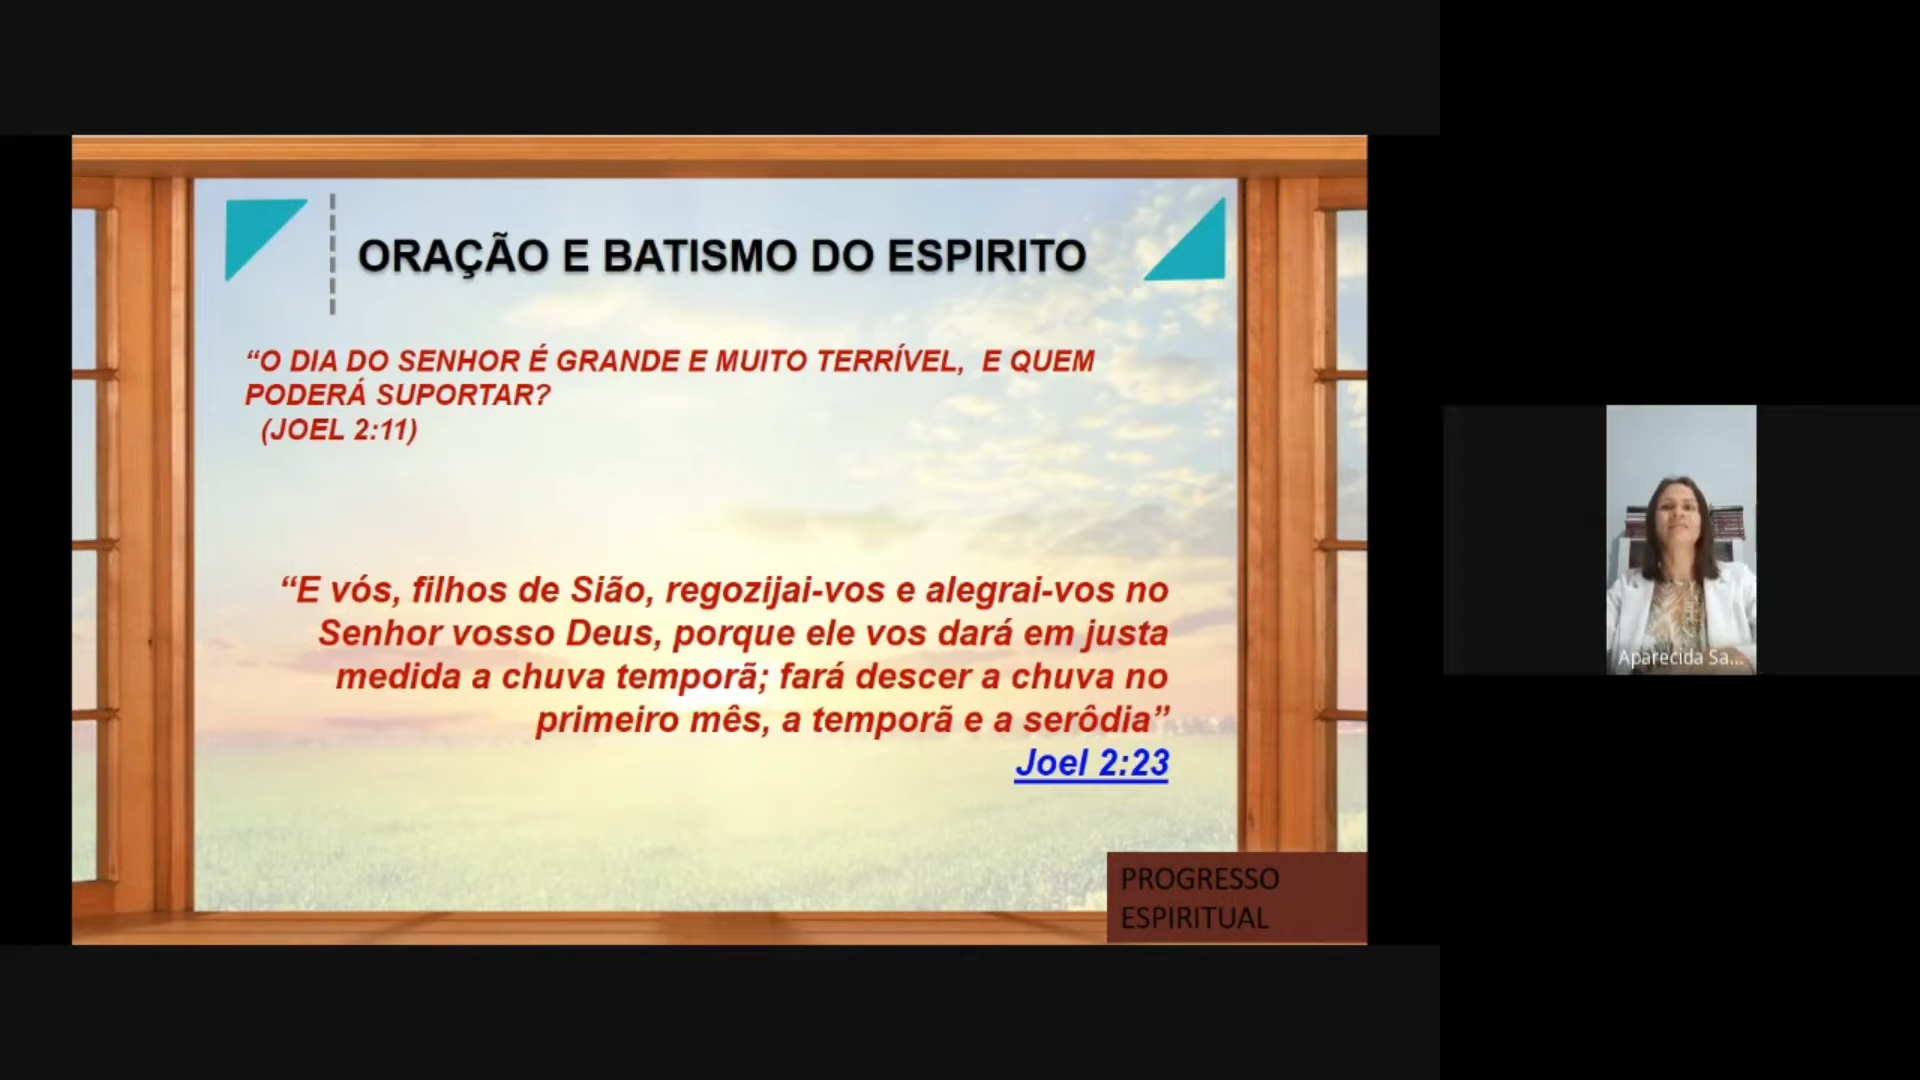 ORAÇÃO E BATISMO DO ESPIRITO
“O DIA DO SENHOR É GRANDE E MUITO TERRÍVEL, E QUEM
PODERÁ SUPORTAR?
(JOEL 2:11)
“E vós, filhos de Sião, regozijai-vos e alegrai-vos no
Senhor vosso Deus, porque ele vos dará em justa
medida a chuva temporã; fará descer a chuva no
primeiro mês, a temporã e a serôdia”
Joel 2:23
PROGRESSO
ESPIRITUAL
Aparecida Sa...